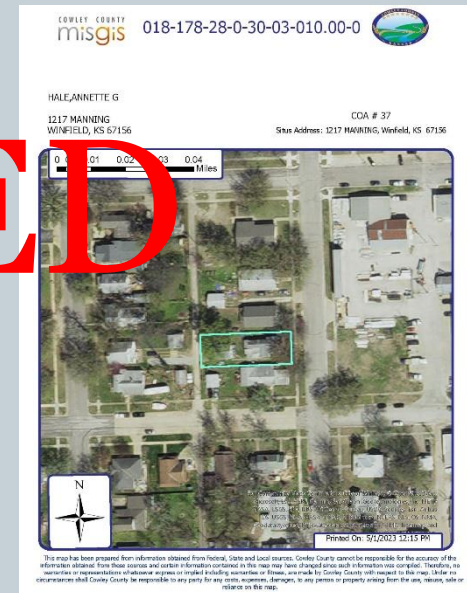 COWLEY COUNTY
misgis
018-178-28-0-30-03-010.00-0
HALE,ANNETTE G
1217 MANNING
WINFIELD, KS 67156
COA # 37
Situs Address: 1217 MANNING, Winfield, KS 67156
ED
0 0.01 0.02 0.03 0.04
Miles
N
Printed On: 5/1/2023 12:15 PM
This map has been prepared from information obtained from Federal, State and Local sources. Cowley County cannot be responsible for the accuracy of the
information obtained from these sources and certain information contained in this map may have changed since such information was compiled. Therefore, no
warranties or representations whatsoever express or implied including warranties or fitness, are made by Cowley County with respect to this map. Under no
circumstances shall Cowley County be responsible to any party for any costs, expenses, damages, to any person or property arising from the use, misuse, sale or
reliance on this map.